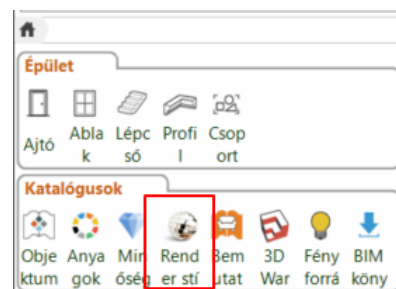 Épület
Ajtó Abla Lépc Profi Csop
k ső l ort
Katalógusok
Obje Anya Min Rend Bem 3D Fény BIM
ktum gok őség er stí utat War forrá köny